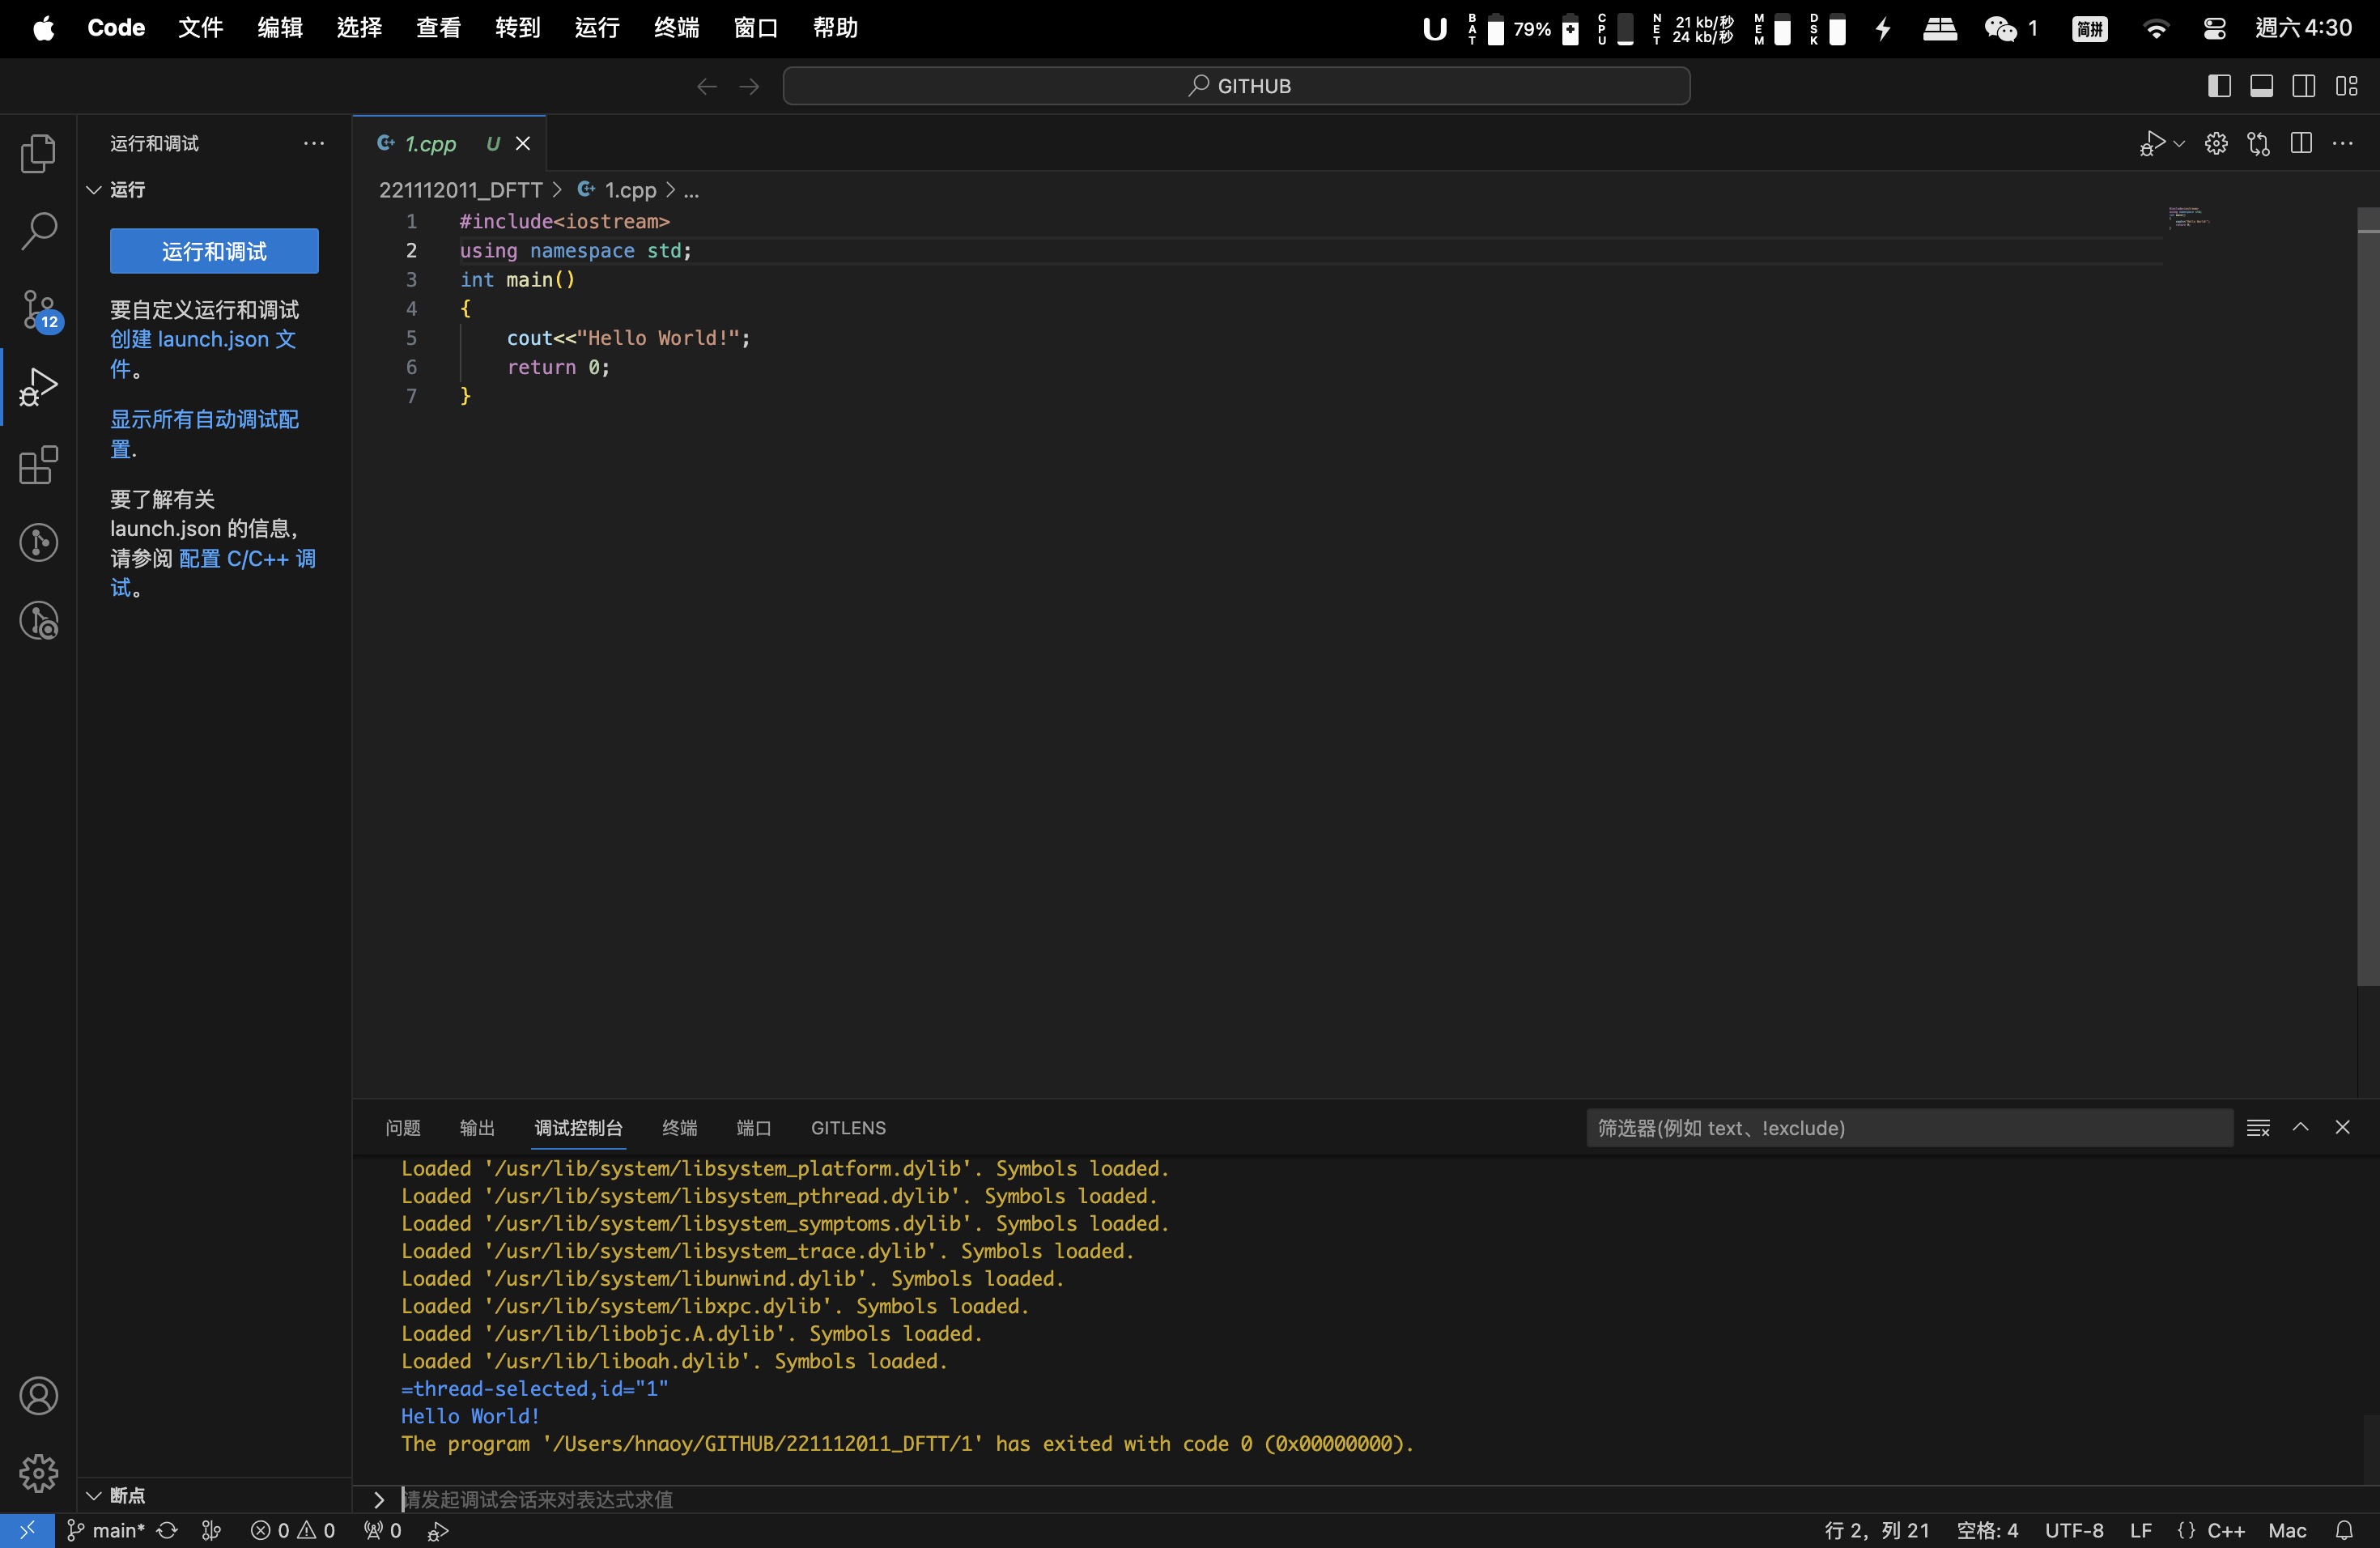 Code 文件 编辑 选择 查看 转到 运行 终端 窗口 帮助
BAT 79% CPU NET 21 kb/秒 24 kb/秒 MEM DSK 1 简拼 週六4:30
GITHUB
运行和调试
运行
运行和调试
要自定义运行和调试
创建 launch.json 文
件。
显示所有自动调试配
置.
要了解有关
launch.json 的信息,
请参阅 配置 C/C++ 调
试。
断点
1.cpp U
221112011_DFTT > 1.cpp > ...
1 #include<iostream>
2 using namespace std;
3 int main()
4 {
5 cout<<"Hello World!";
6 return 0;
7 }
问题 输出 调试控制台 终端 端口 GITLENS
筛选器(例如 text、!exclude)
Loaded '/usr/lib/system/libsystem_platform.dylib'. Symbols loaded.
Loaded '/usr/lib/system/libsystem_pthread.dylib'. Symbols loaded.
Loaded '/usr/lib/system/libsystem_symptoms.dylib'. Symbols loaded.
Loaded '/usr/lib/system/libsystem_trace.dylib'. Symbols loaded.
Loaded '/usr/lib/system/libunwind.dylib'. Symbols loaded.
Loaded '/usr/lib/system/libxpc.dylib'. Symbols loaded.
Loaded '/usr/lib/libobjc.A.dylib'. Symbols loaded.
Loaded '/usr/lib/liboah.dylib'. Symbols loaded.
=thread-selected,id="1"
Hello World!
The program '/Users/hnaoy/GITHUB/221112011_DFTT/1' has exited with code 0 (0x00000000).
请发起调试会话来对表达式求值
12
main* 0 0 0 行 2，列 21 空格: 4 UTF-8 LF {} C++ Mac